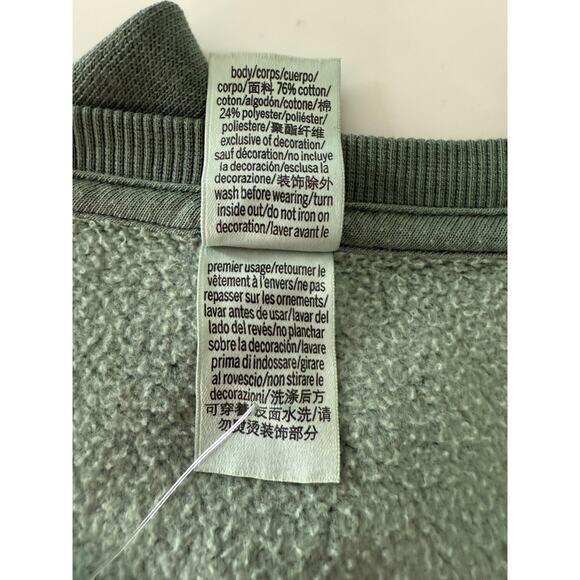 body/corps/cuerpo/
corpo/面料 76% cotton/
coton/algodón/cotone/棉
24% polyester/poliéster/
poliestere/聚酯纤维
exclusive of decoration/
sauf décoration/no incluye
la decoración/esclusa la
decorazione/装饰除外
wash before wearing/turn
inside out/do not iron on
decoration/laver avant le
premier usage/retourner le
vêtement à l'envers/ne pas
repasser sur les ornements/
lavar antes de usar/lavar del
lado del revés/no planchar
sobre la decoración/lavare
prima di indossare/girare
al rovescio/non stirare le
decorazioni/洗涤后方
可穿着/反面水洗/请
勿熨烫装饰部分